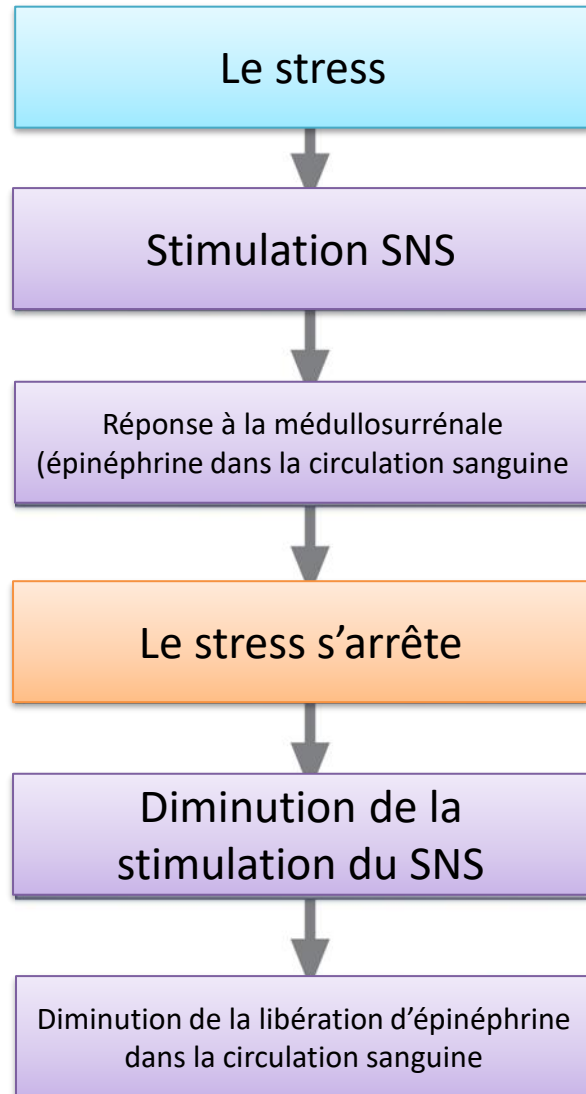 Le stress
Stimulation SNS
Réponse à la médullosurrénale
(épinéphrine dans la circulation sanguine
Le stress s’arrête
Diminution de la
stimulation du SNS
Diminution de la libération d’épinéphrine
dans la circulation sanguine